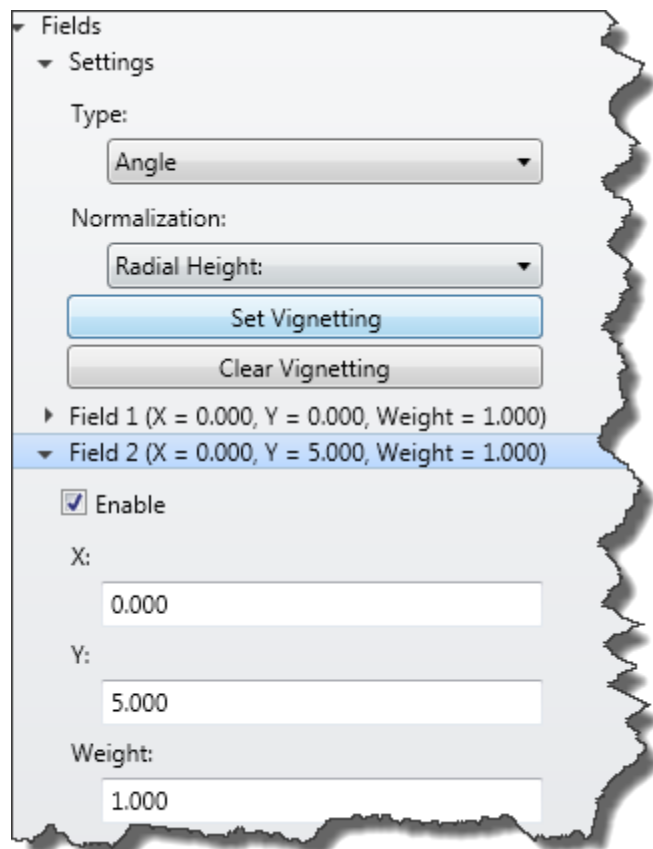 Fields
Settings
Type:
Angle
Normalization:
Radial Height:
Set Vignetting
Clear Vignetting
Field 1 (X = 0.000, Y = 0.000, Weight = 1.000)
Field 2 (X = 0.000, Y = 5.000, Weight = 1.000)
Enable
X:
0.000
Y:
5.000
Weight:
1.000